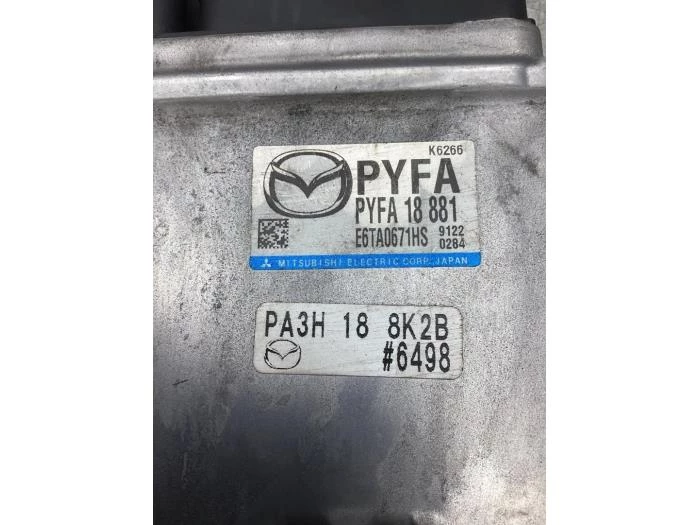 K6266
PYFA
PYFA 18 881
E6TA0671HS 9122
0284
MITSUBISHI ELECTRIC CORP. JAPAN
PA3H 18 8K2B
#6498